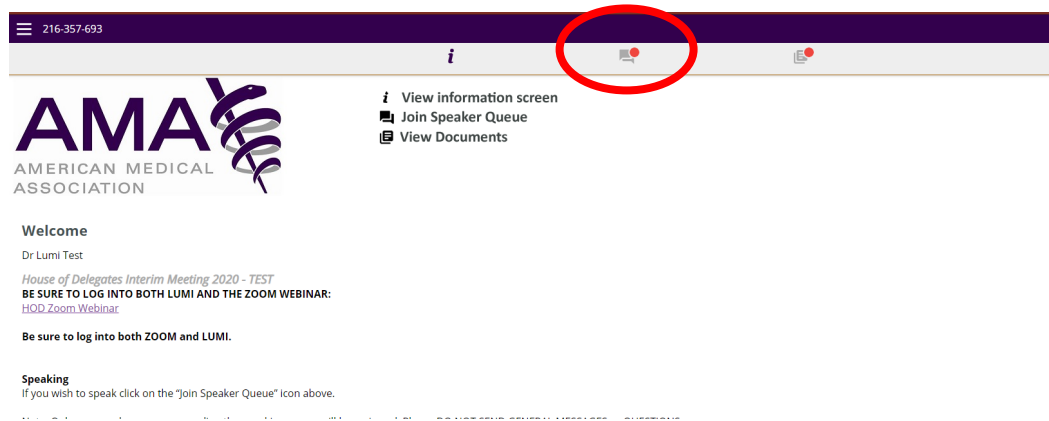 216-357-693
i
AMA
AMERICAN MEDICAL
ASSOCIATION
i View information screen
Join Speaker Queue
View Documents
Welcome
Dr Lumi Test
House of Delegates Interim Meeting 2020 - TEST
BE SURE TO LOG INTO BOTH LUMI AND THE ZOOM WEBINAR:
HOD Zoom Webinar
Be sure to log into both ZOOM and LUMI.
Speaking
If you wish to speak click on the “Join Speaker Queue” icon above.